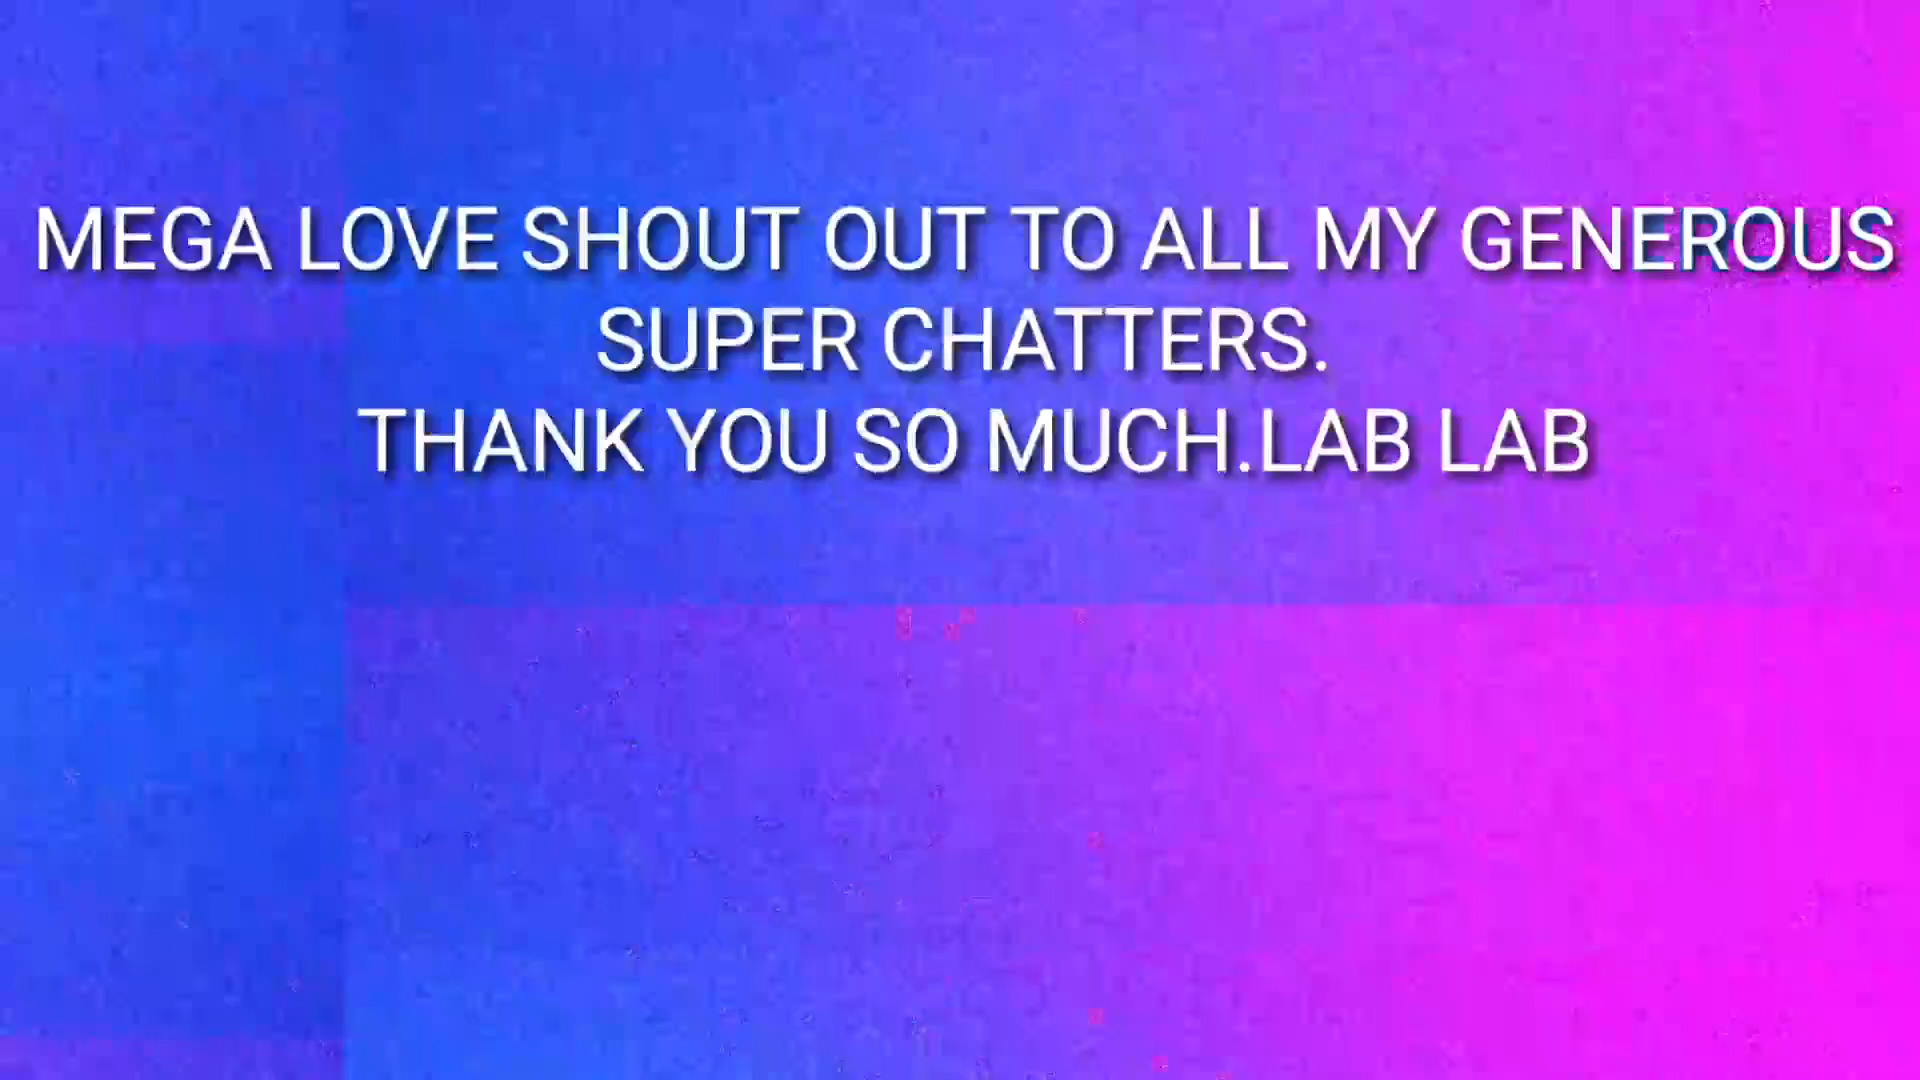 MEGA LOVE SHOUT OUT TO ALL MY GENEROUS
SUPER CHATTERS.
THANK YOU SO MUCH.LAB LAB